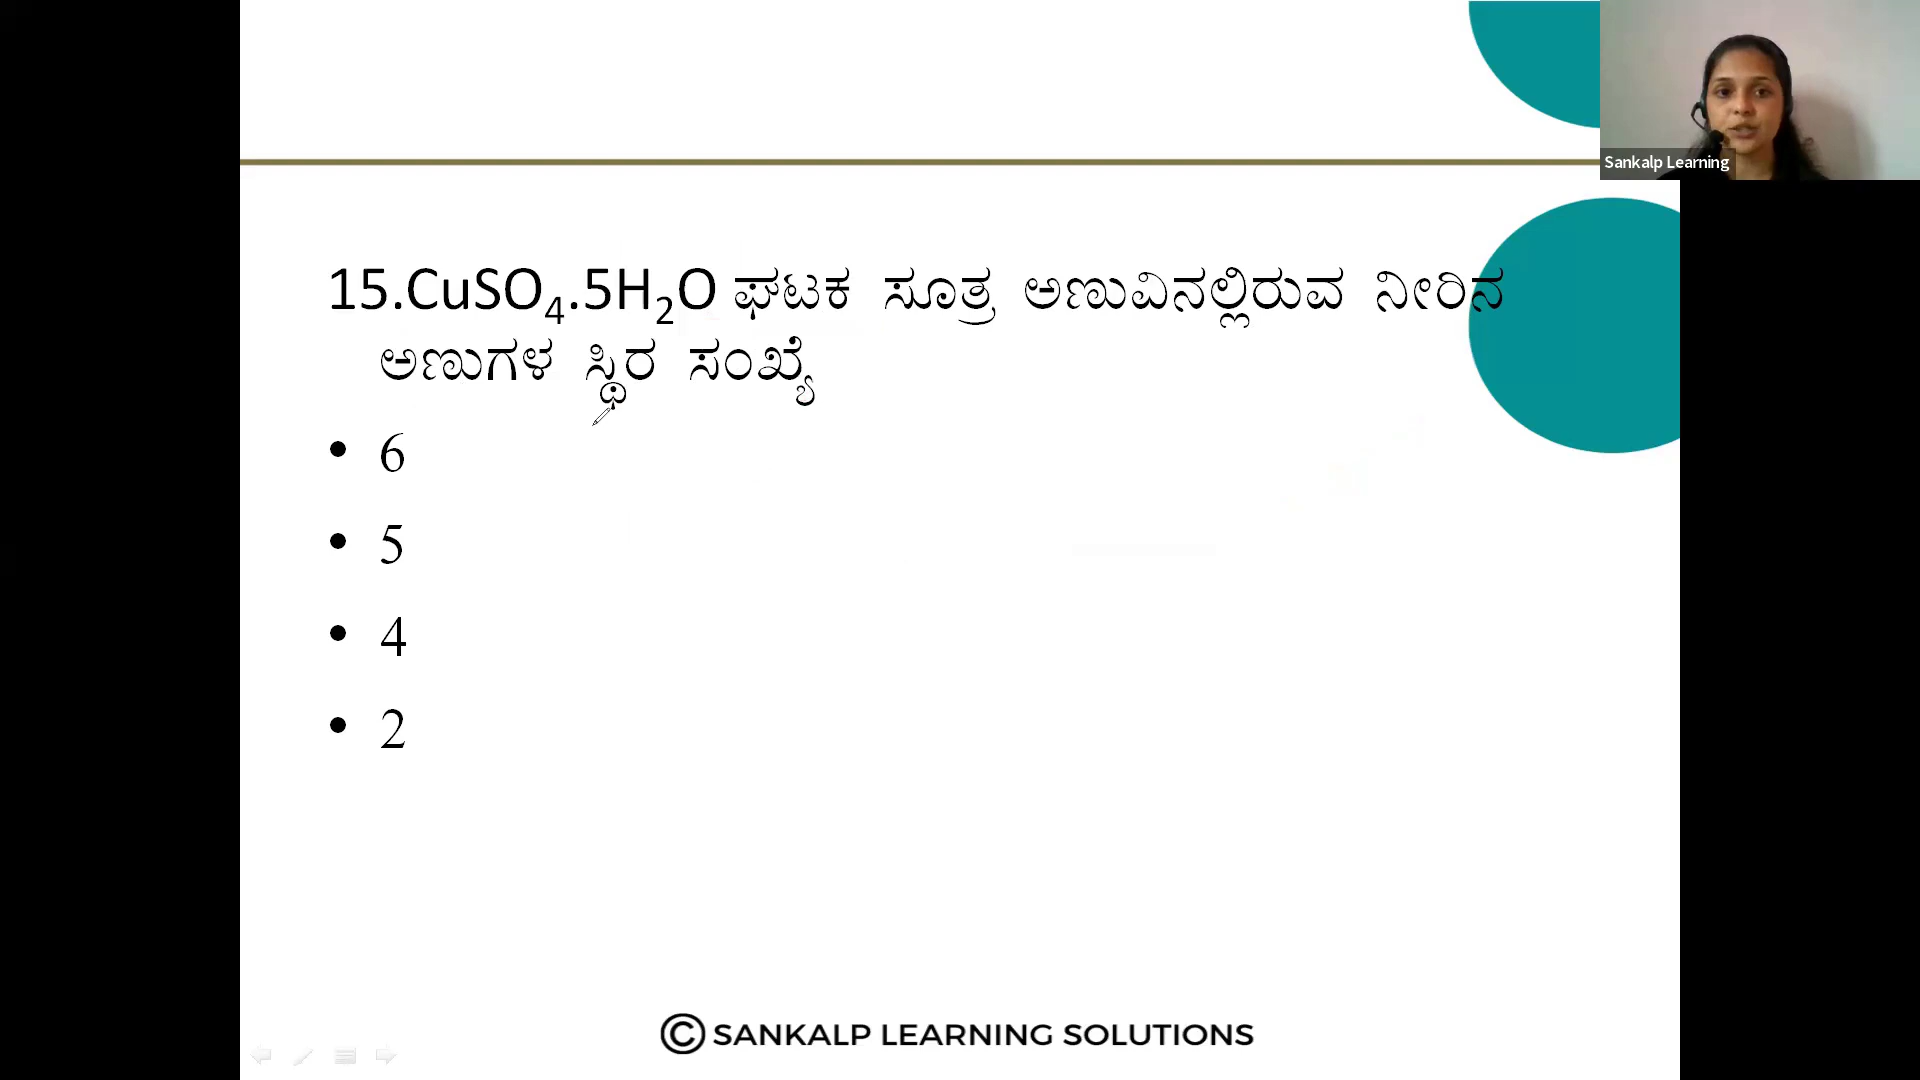 Sankalp Learning
15.CuSO₄.5H₂O ಘಟಕ ಸೂತ್ರ ಅಣುವಿನಲ್ಲಿರುವ ನೀರಿನ
ಅಣುಗಳ ಸ್ಥಿರ ಸಂಖ್ಯೆ
• 6
• 5
• 4
• 2
© SANKALP LEARNING SOLUTIONS